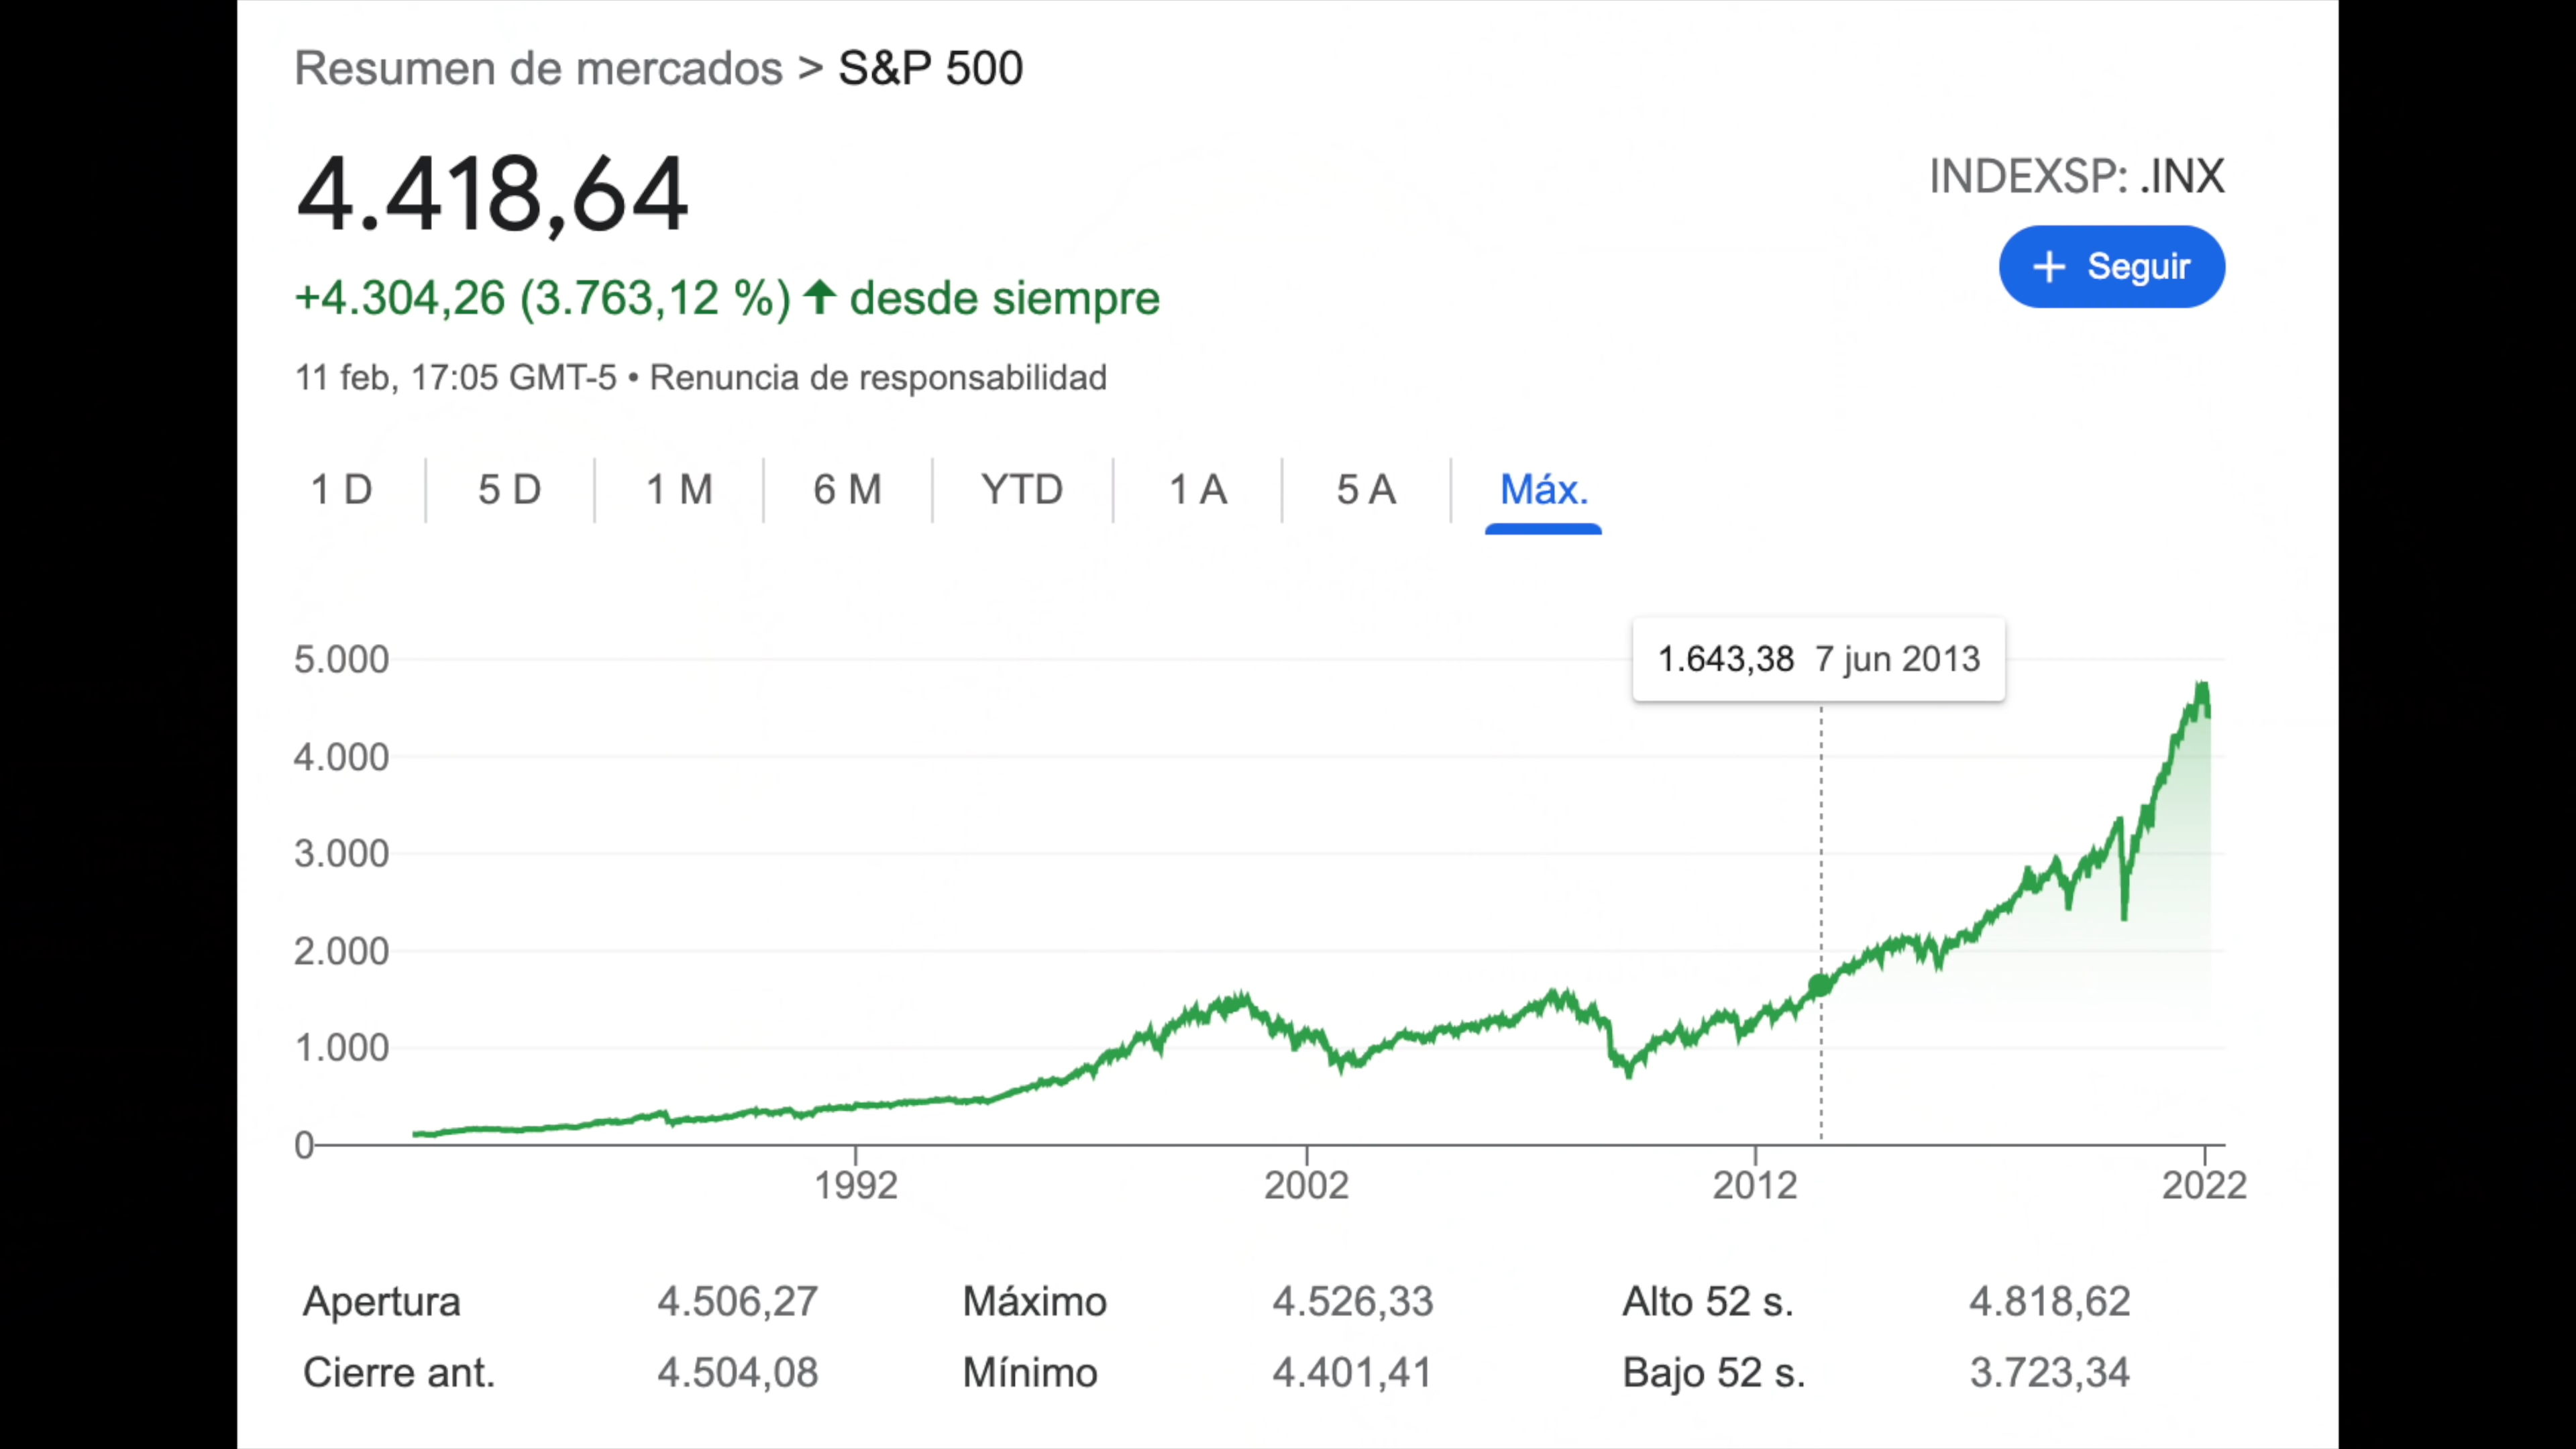 Resumen de mercados > S&P 500
4.418,64
INDEXSP: .INX
+ Seguir
+4.304,26 (3.763,12 %) ↑ desde siempre
11 feb, 17:05 GMT-5 • Renuncia de responsabilidad
1 D 5 D 1 M 6 M YTD 1 A 5 A Máx.
1.643,38 7 jun 2013
5.000
4.000
3.000
2.000
1.000
0
1992 2002 2012 2022
Apertura 4.506,27 Máximo 4.526,33 Alto 52 s. 4.818,62
Cierre ant. 4.504,08 Mínimo 4.401,41 Bajo 52 s. 3.723,34